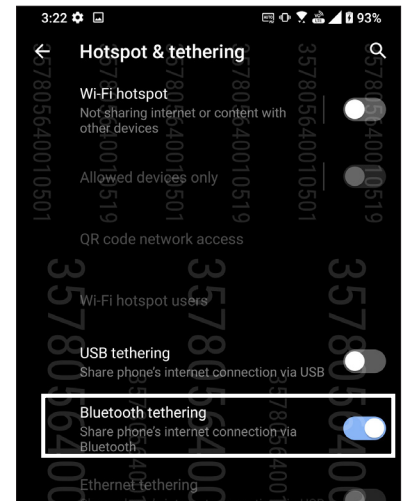 3:22
93%
Hotspot & tethering
Wi-Fi hotspot
Not sharing internet or content with
other devices
Allowed devices only
QR code network access
Wi-Fi hotspot users
USB tethering
Share phone's internet connection via USB
Bluetooth tethering
Share phone's internet connection via
Bluetooth
Ethernet tethering